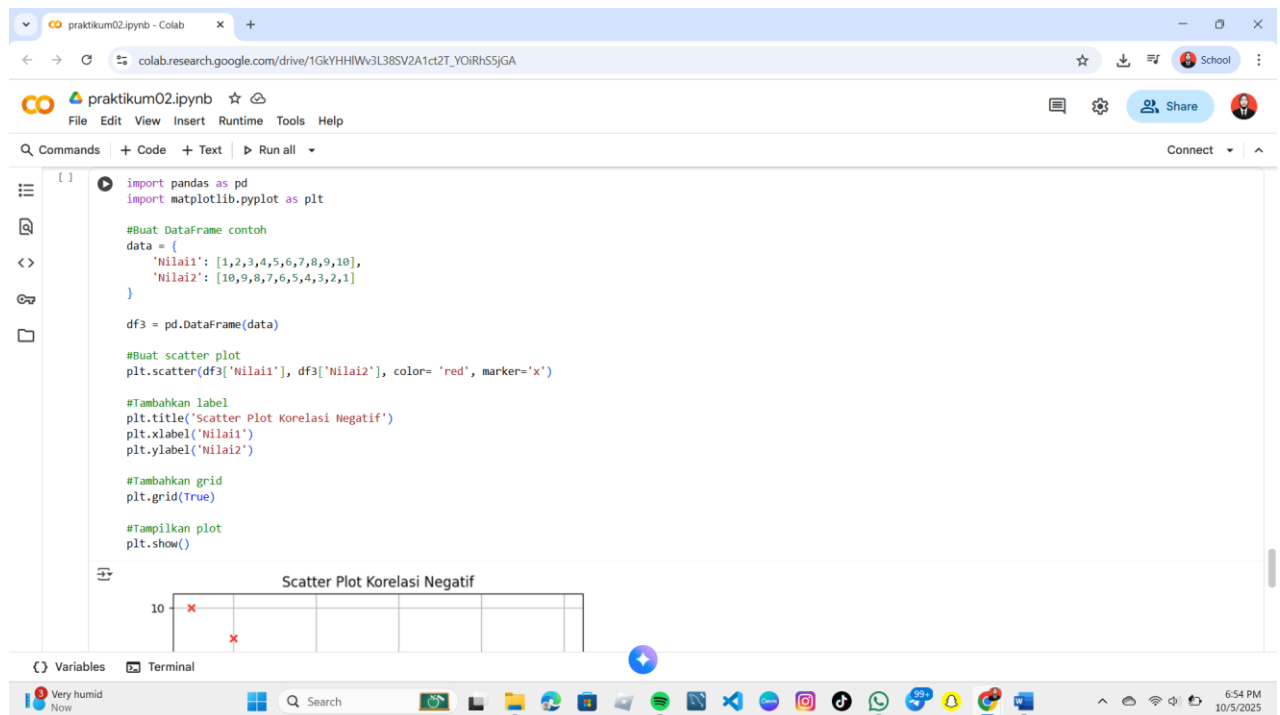 praktikum02.ipynb - Colab
colab.research.google.com/drive/1GkYHHlWv3L38SV2A1ct2T_YOiRhS5jGA
School
praktikum02.ipynb
File Edit View Insert Runtime Tools Help
Share
Commands + Code + Text Run all
Connect
[ ]
import pandas as pd
import matplotlib.pyplot as plt
#Buat DataFrame contoh
data = {
    'Nilai1': [1,2,3,4,5,6,7,8,9,10],
    'Nilai2': [10,9,8,7,6,5,4,3,2,1]
}
df3 = pd.DataFrame(data)
#Buat scatter plot
plt.scatter(df3['Nilai1'], df3['Nilai2'], color= 'red', marker='x')
#Tambahkan label
plt.title('Scatter Plot Korelasi Negatif')
plt.xlabel('Nilai1')
plt.ylabel('Nilai2')
#Tambahkan grid
plt.grid(True)
#Tampilkan plot
plt.show()
Scatter Plot Korelasi Negatif
10
{} Variables Terminal
3
Very humid
Now
Search
99+
6:54 PM
10/5/2025